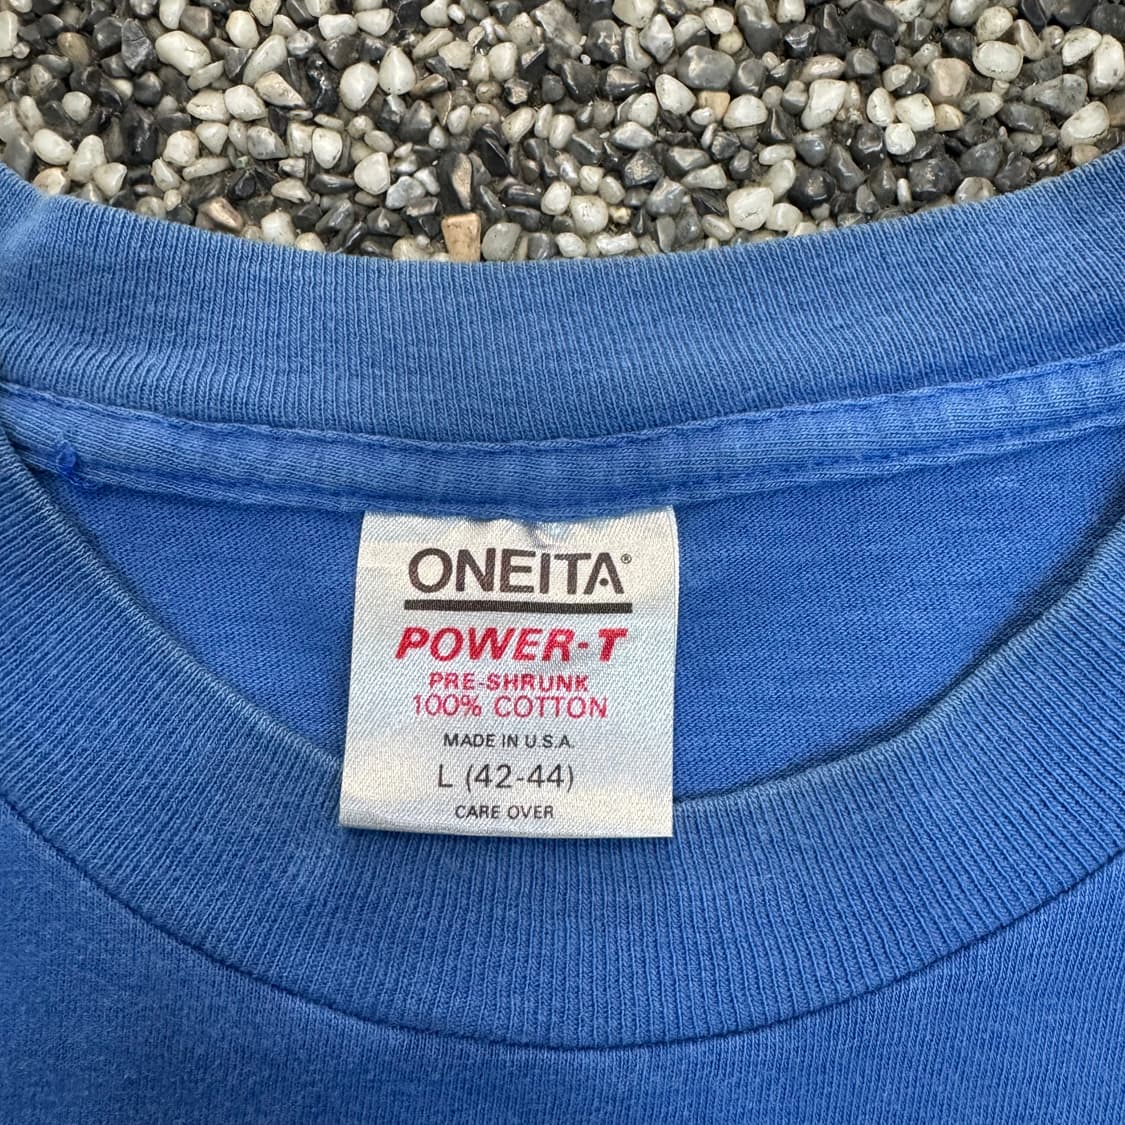 ONEITA®
POWER-T
PRE-SHRUNK
100% COTTON
MADE IN U.S.A.
L (42-44)
CARE OVER